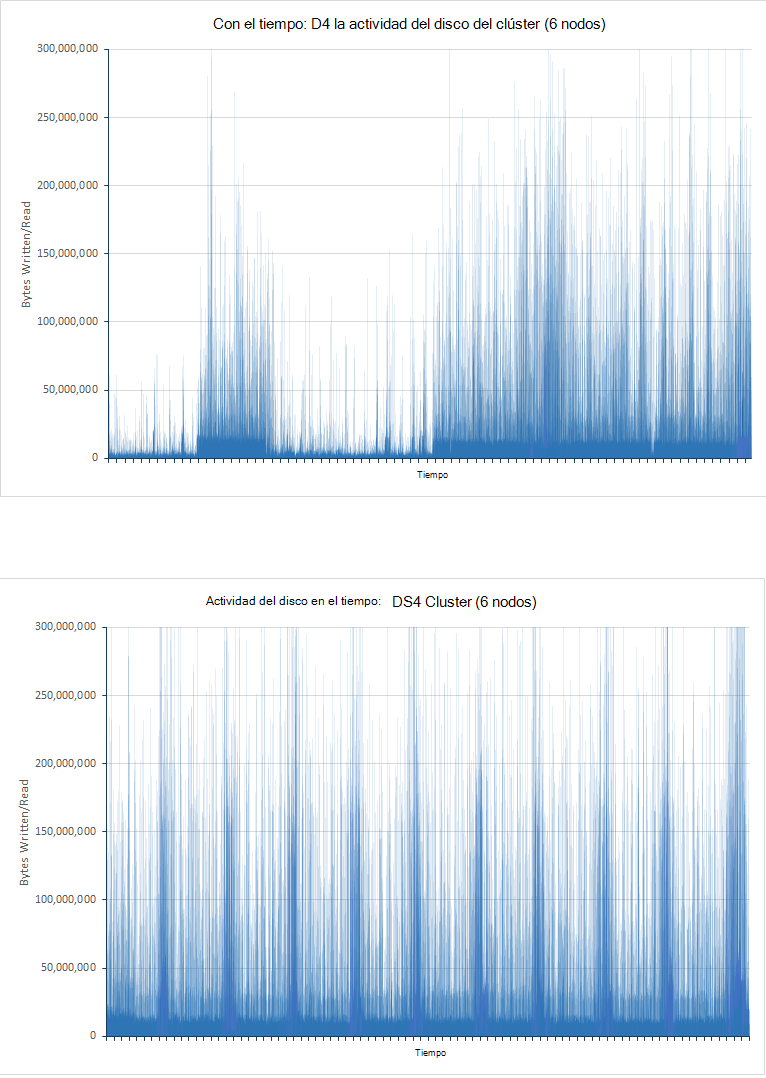 Con el tiempo: D4 la actividad del disco del clúster (6 nodos)
300,000,000
250,000,000
200,000,000
150,000,000
100,000,000
50,000,000
0
Bytes Written/Read
Tiempo
Actividad del disco en el tiempo: DS4 Cluster (6 nodos)
300,000,000
250,000,000
200,000,000
150,000,000
100,000,000
50,000,000
0
Bytes Written/Read
Tiempo